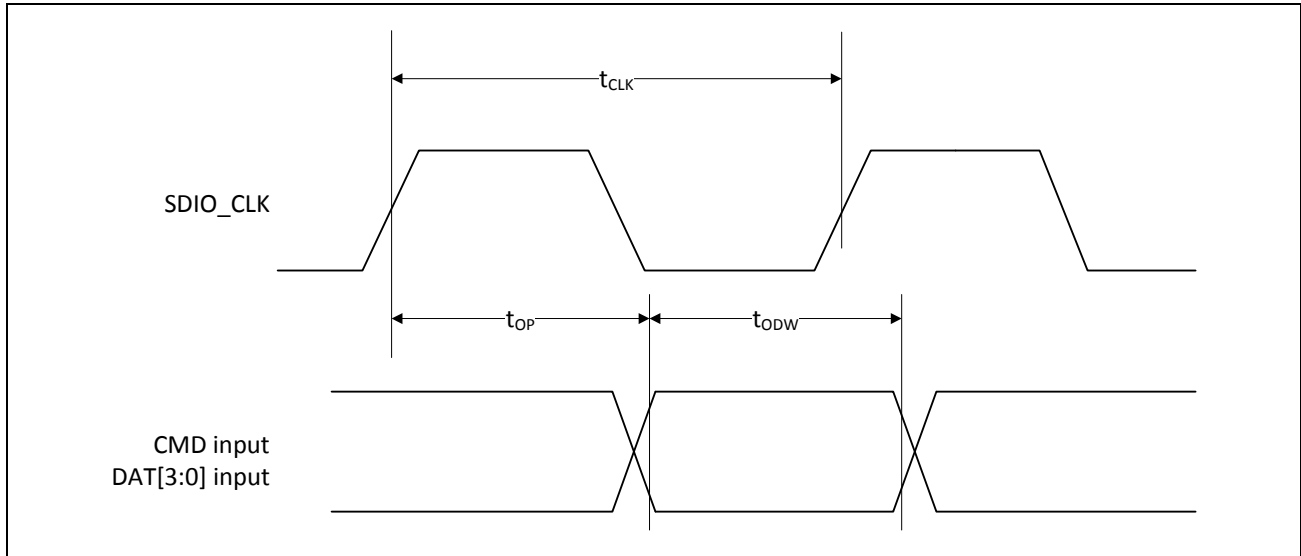 tCLK
SDIO_CLK
tOP
tODW
CMD input
DAT[3:0] input